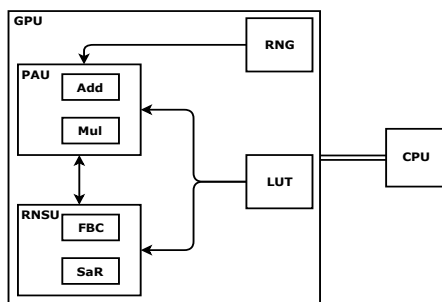 GPU
RNG
PAU
Add
Mul
CPU
LUT
RNSU
FBC
SaR